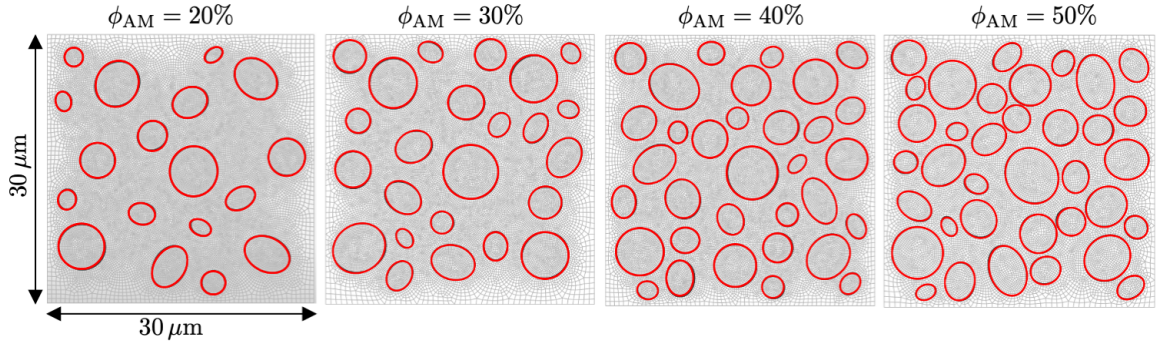 ϕ_AM = 20%
ϕ_AM = 30%
ϕ_AM = 40%
ϕ_AM = 50%
30 μm
30 μm